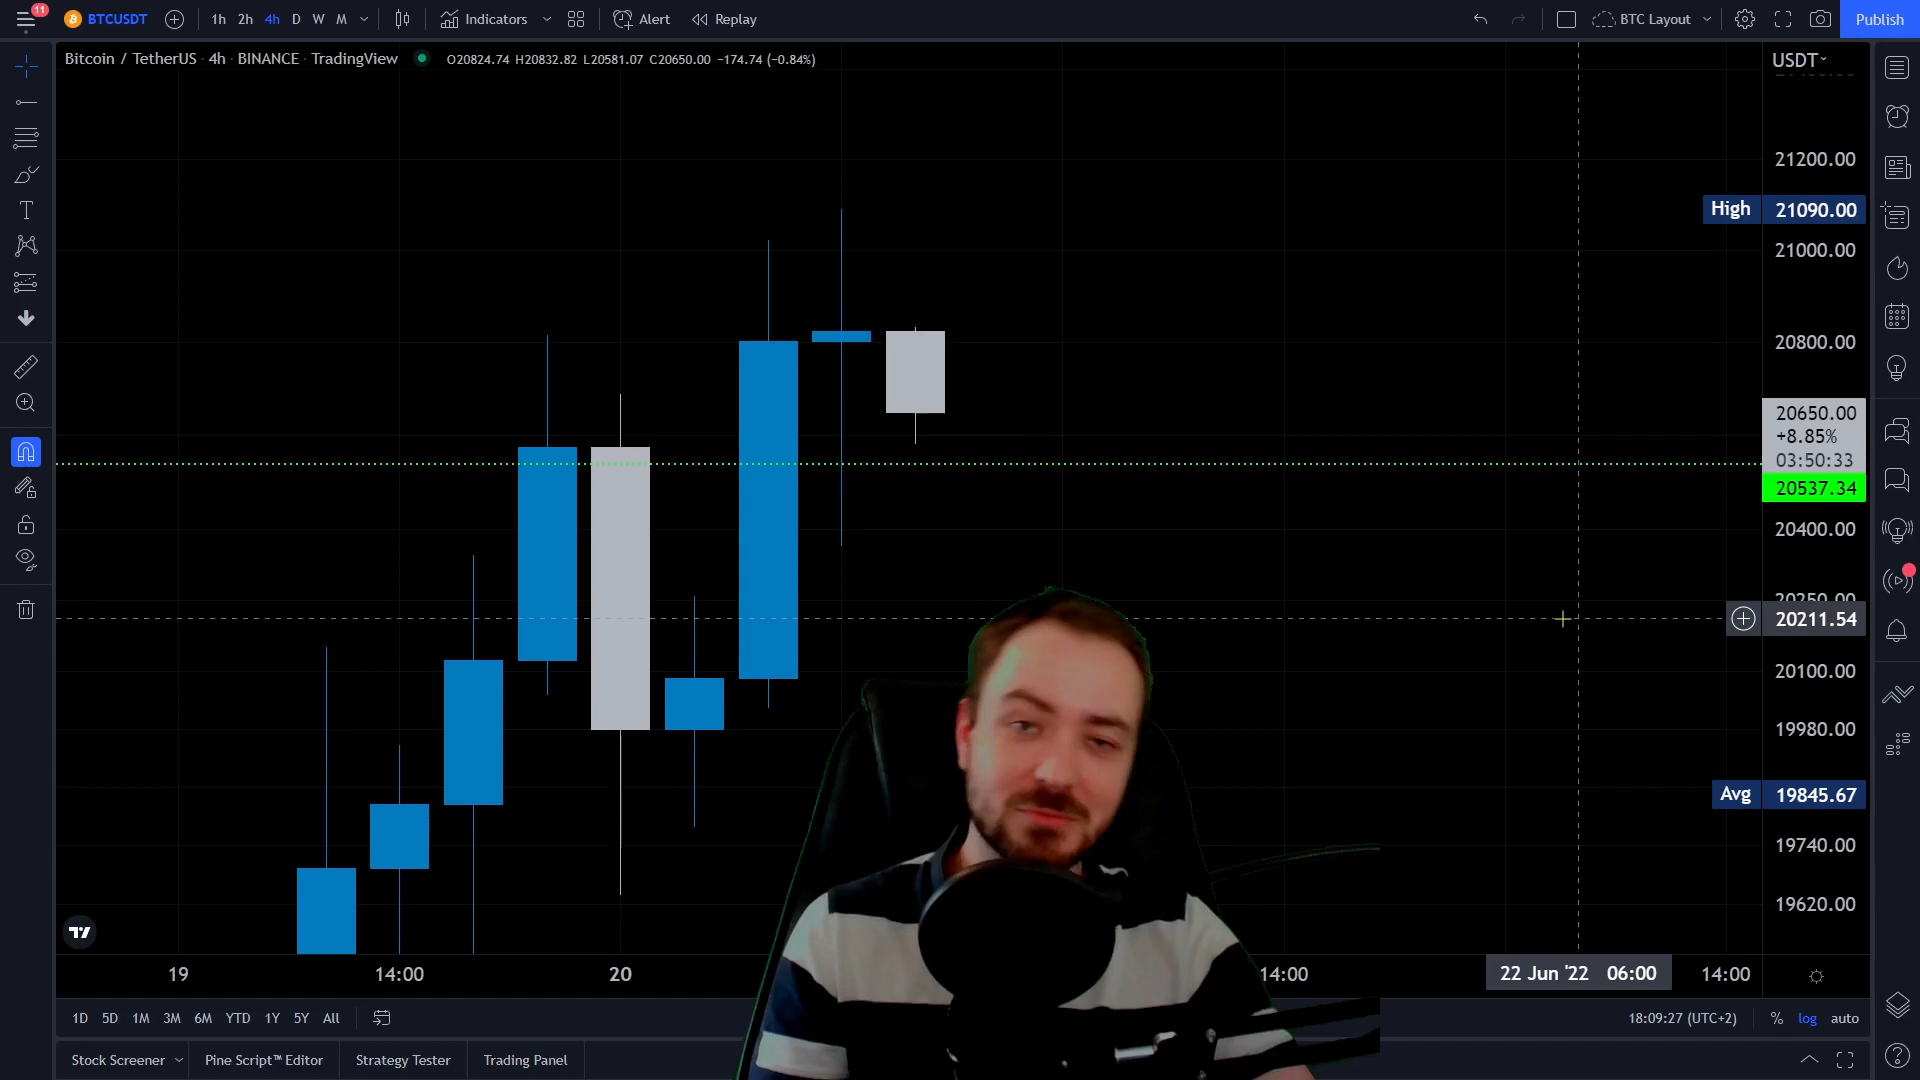 11
BTCUSDT 1h 2h 4h D W M Indicators Alert Replay BTC Layout Publish
Bitcoin / TetherUS · 4h · BINANCE · TradingView O20824.74 H20832.82 L20581.07 C20650.00 −174.74 (−0.84%)
USDT
21200.00
High 21090.00
21000.00
20800.00
20650.00
+8.85%
03:50:33
20537.34
20400.00
20250.00
20211.54
20100.00
19980.00
Avg 19845.67
19740.00
19620.00
19 14:00 20 14:00 22 Jun '22 06:00 14:00
1D 5D 1M 3M 6M YTD 1Y 5Y All 18:09:27 (UTC+2) % log auto
Stock Screener Pine Script™ Editor Strategy Tester Trading Panel